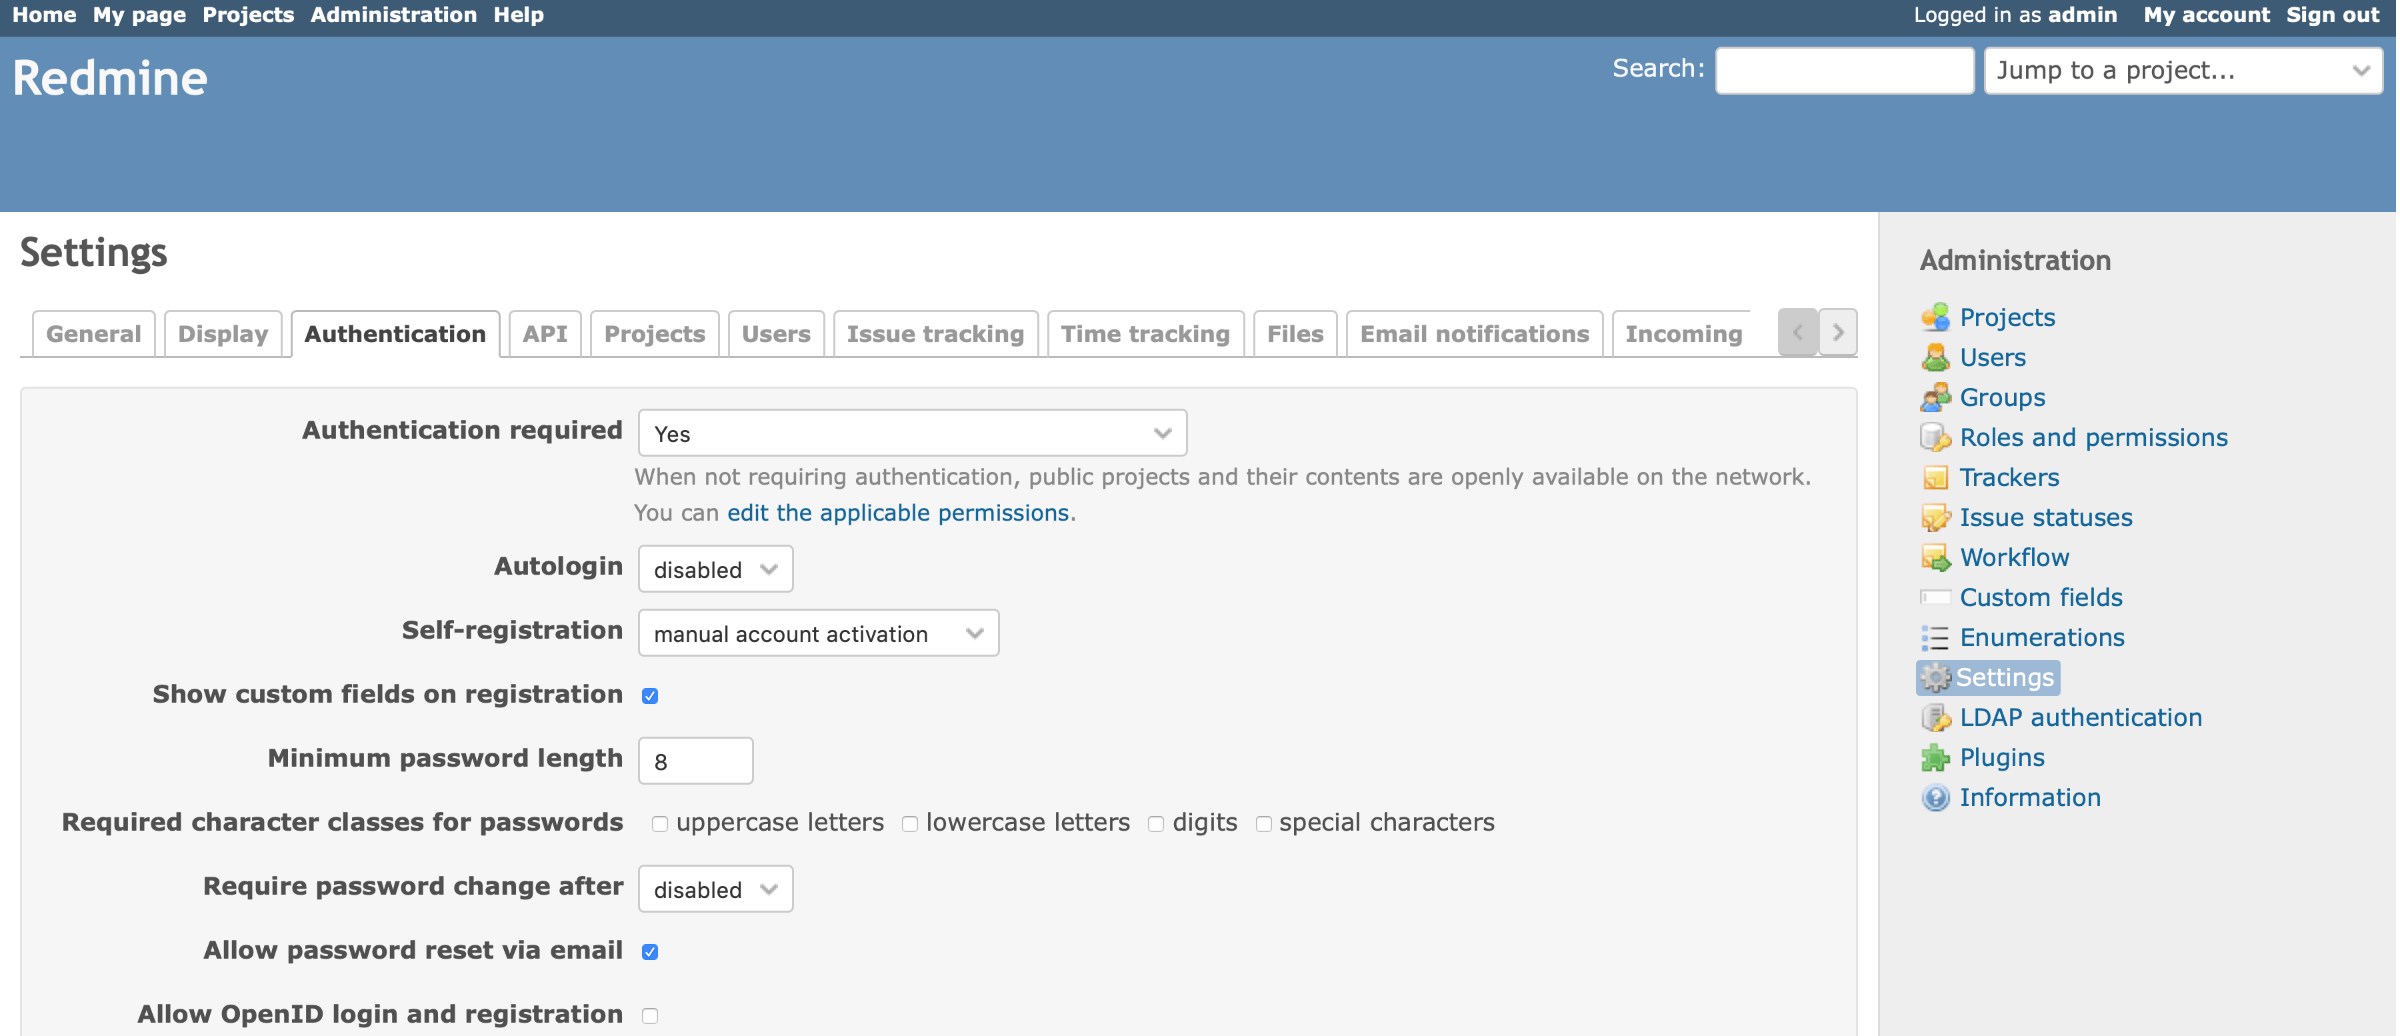 Home My page Projects Administration Help Logged in as admin My account Sign out
Redmine Search: Jump to a project...
Settings
General Display Authentication API Projects Users Issue tracking Time tracking Files Email notifications Incoming
Authentication required Yes
When not requiring authentication, public projects and their contents are openly available on the network.
You can edit the applicable permissions.
Autologin disabled
Self-registration manual account activation
Show custom fields on registration
Minimum password length 8
Required character classes for passwords uppercase letters lowercase letters digits special characters
Require password change after disabled
Allow password reset via email
Allow OpenID login and registration
Administration
Projects
Users
Groups
Roles and permissions
Trackers
Issue statuses
Workflow
Custom fields
Enumerations
Settings
LDAP authentication
Plugins
Information